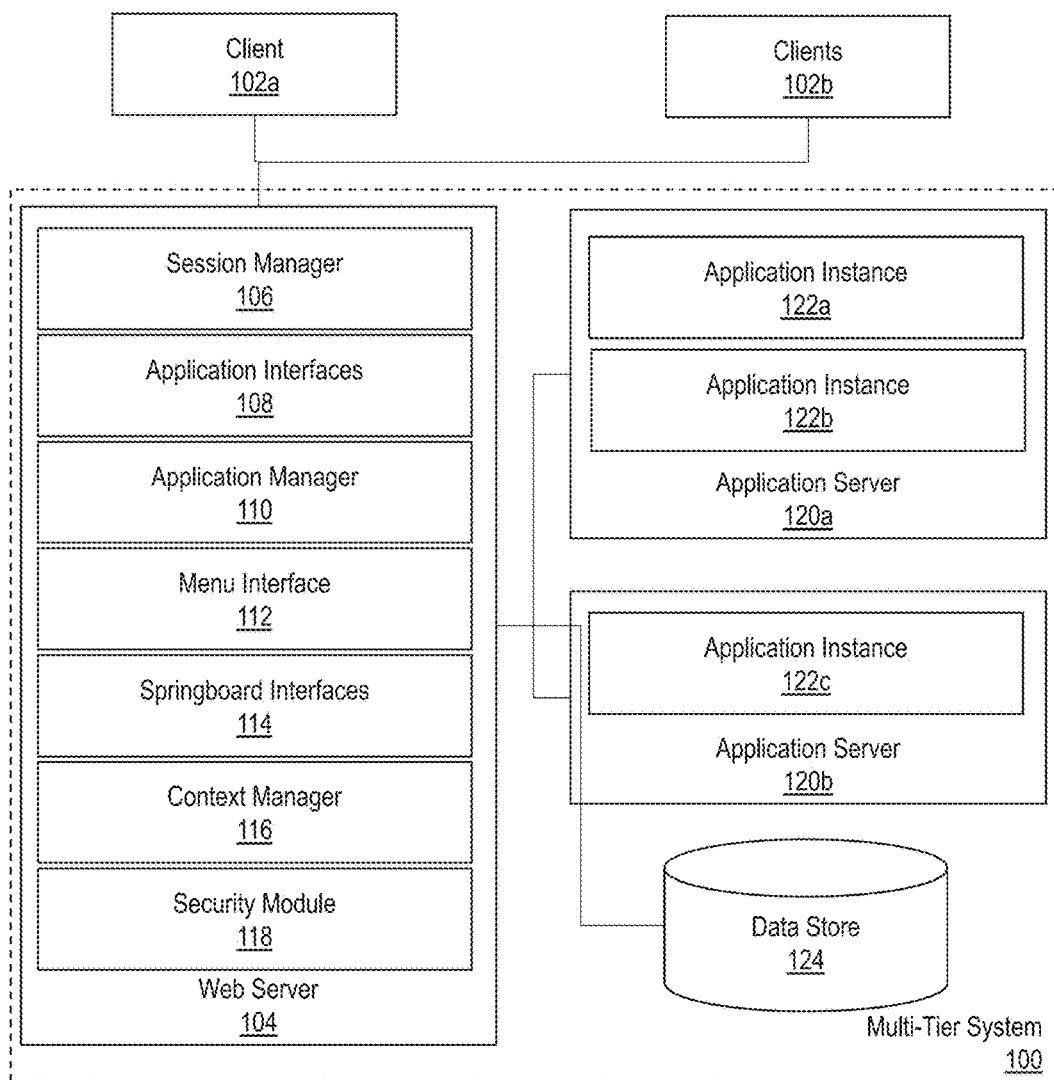 Client
102a
Clients
102b
Session Manager
106
Application Interfaces
108
Application Manager
110
Menu Interface
112
Springboard Interfaces
114
Context Manager
116
Security Module
118
Web Server
104
Application Instance
122a
Application Instance
122b
Application Server
120a
Application Instance
122c
Application Server
120b
Data Store
124
Multi-Tier System
100